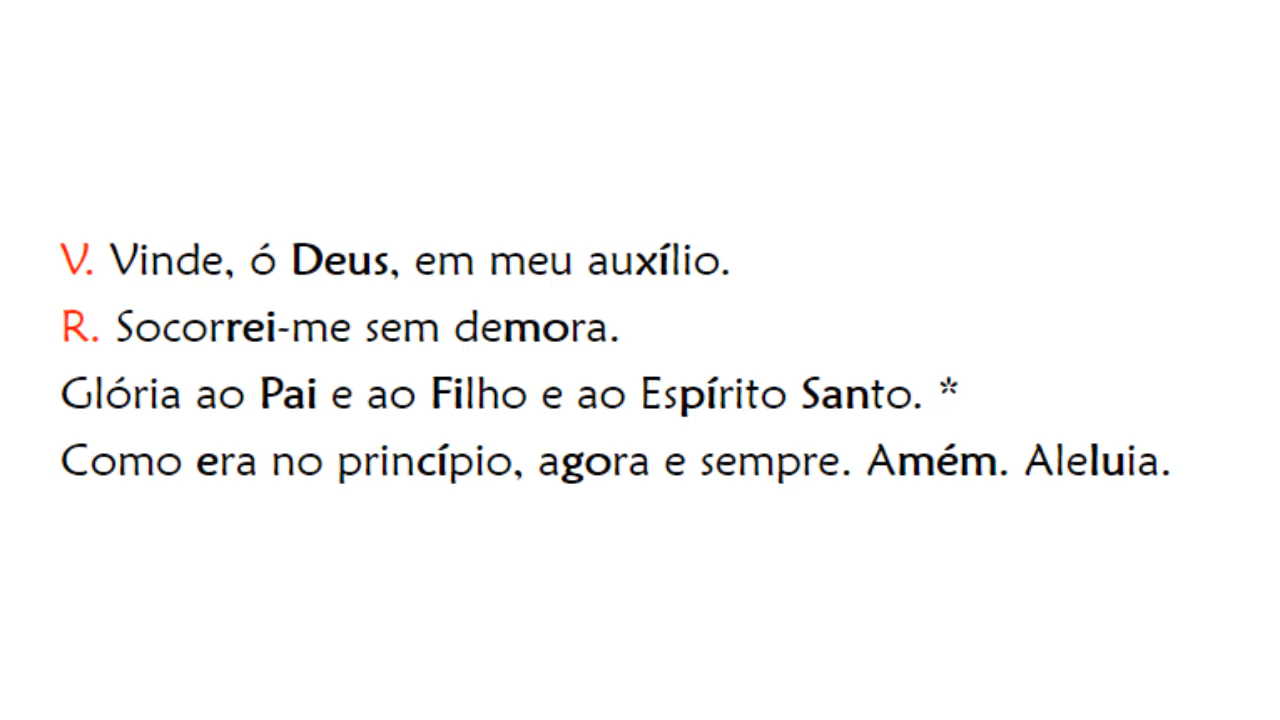 V. Vinde, ó Deus, em meu auxílio.
R. Socorrei-me sem demora.
Glória ao Pai e ao Filho e ao Espírito Santo. *
Como era no princípio, agora e sempre. Amém. Aleluia.